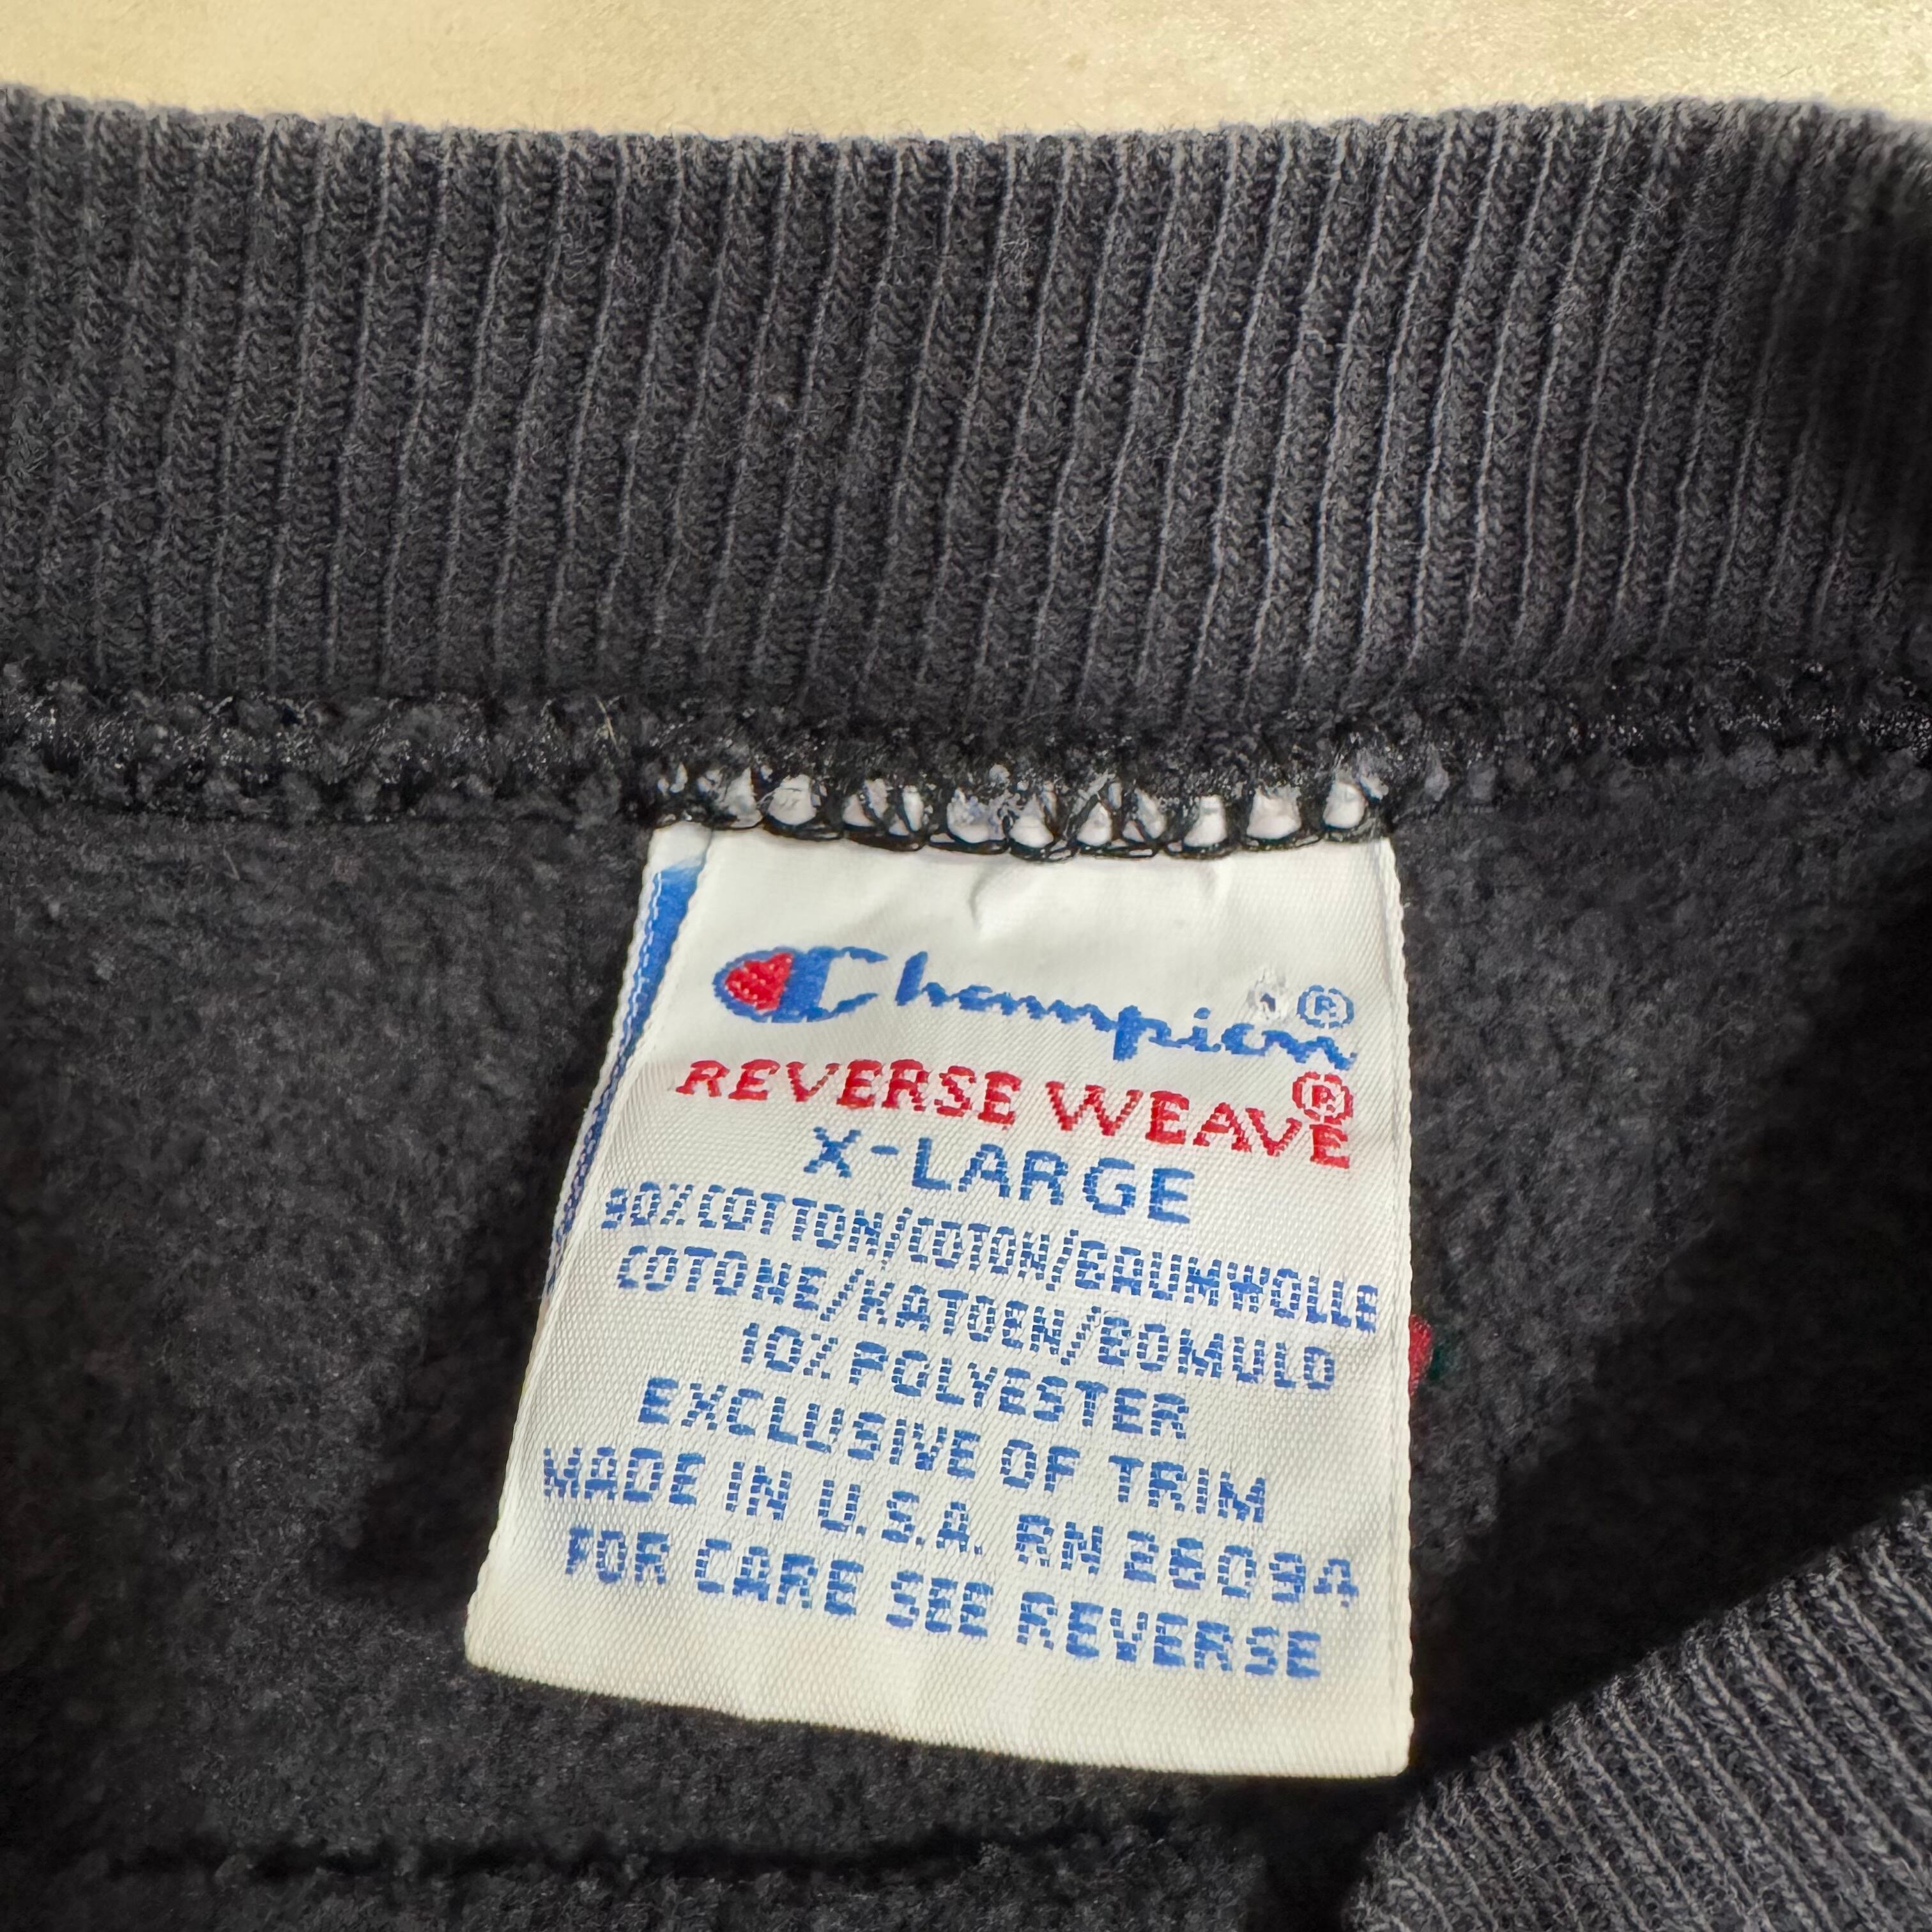 Champion®
REVERSE WEAVE®
X-LARGE
90% COTTON/COTON/BAUMWOLLE
COTONE/KATOEN/BOMULD
10% POLYESTER
EXCLUSIVE OF TRIM
MADE IN U.S.A. RN 26094
FOR CARE SEE REVERSE